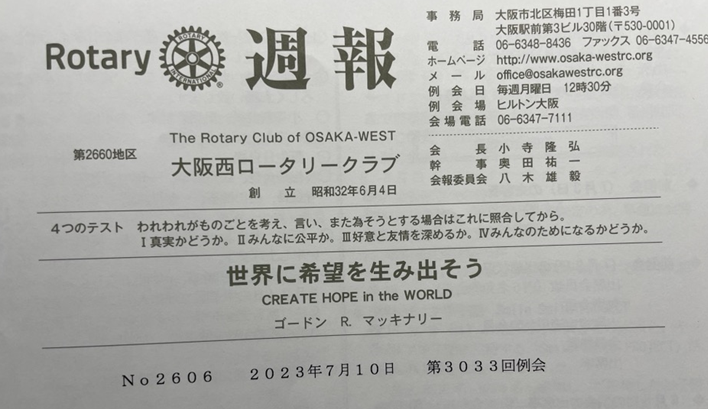 Rotary
ROTARY INTERNATIONAL
週報
事務局 大阪市北区梅田1丁目1番3号
大阪駅前第3ビル30階(〒530-0001)
電話 06-6348-8436 ファックス 06-6347-4556
ホームページ http://www.osaka-westrc.org
メール office@osakawestrc.org
例会日 毎週月曜日 12時30分
例会場 ヒルトン大阪
会場電話 06-6347-7111
第2660地区
The Rotary Club of OSAKA-WEST
大阪西ロータリークラブ
創立 昭和32年6月4日
会長 小寺隆弘
幹事 奥田祐一
会報委員会 八木雄毅
4つのテスト われわれがものごとを考え、言い、また為そうとする場合はこれに照合してから。
Ⅰ真実かどうか。Ⅱみんなに公平か。Ⅲ好意と友情を深めるか。Ⅳみんなのためになるかどうか。
世界に希望を生み出そう
CREATE HOPE in the WORLD
ゴードン R. マッキナリー
No2606 2023年7月10日 第3033回例会